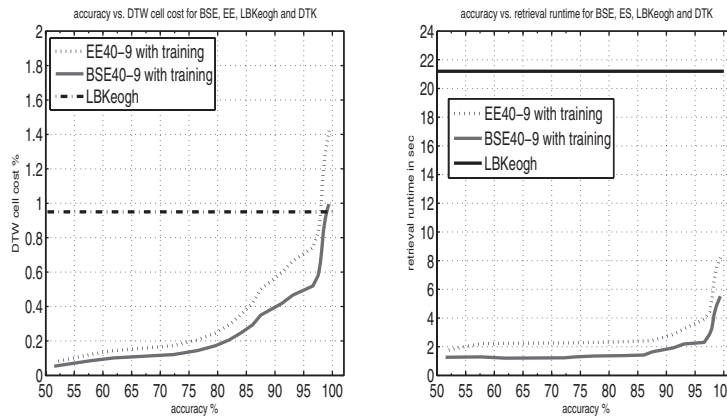 accuracy vs. DTW cell cost for BSE, EE, LBKeogh and DTK
2
1.8
1.6
1.4
1.2
1
0.8
0.6
0.4
0.2
0
DTW cell cost %
EE40-9 with training
BSE40-9 with training
LBKeogh
50 55 60 65 70 75 80 85 90 95 100
accuracy %
accuracy vs. retrieval runtime for BSE, ES, LBKeogh and DTK
24
22
20
18
16
14
12
10
8
6
4
2
0
retrieval runtime in sec
EE40-9 with training
BSE40-9 with training
LBKeogh
50 55 60 65 70 75 80 85 90 95 100
accuracy %